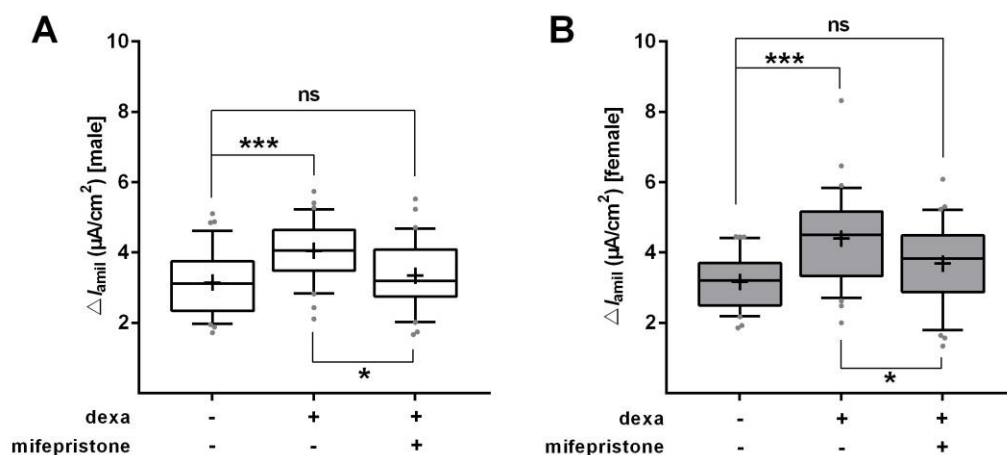 A
△Iamil (µA/cm²) [male]
10
8
6
4
2
ns
***
*
dexa - + +
mifepristone - - +
B
△Iamil (µA/cm²) [female]
10
8
6
4
2
ns
***
*
dexa - + +
mifepristone - - +